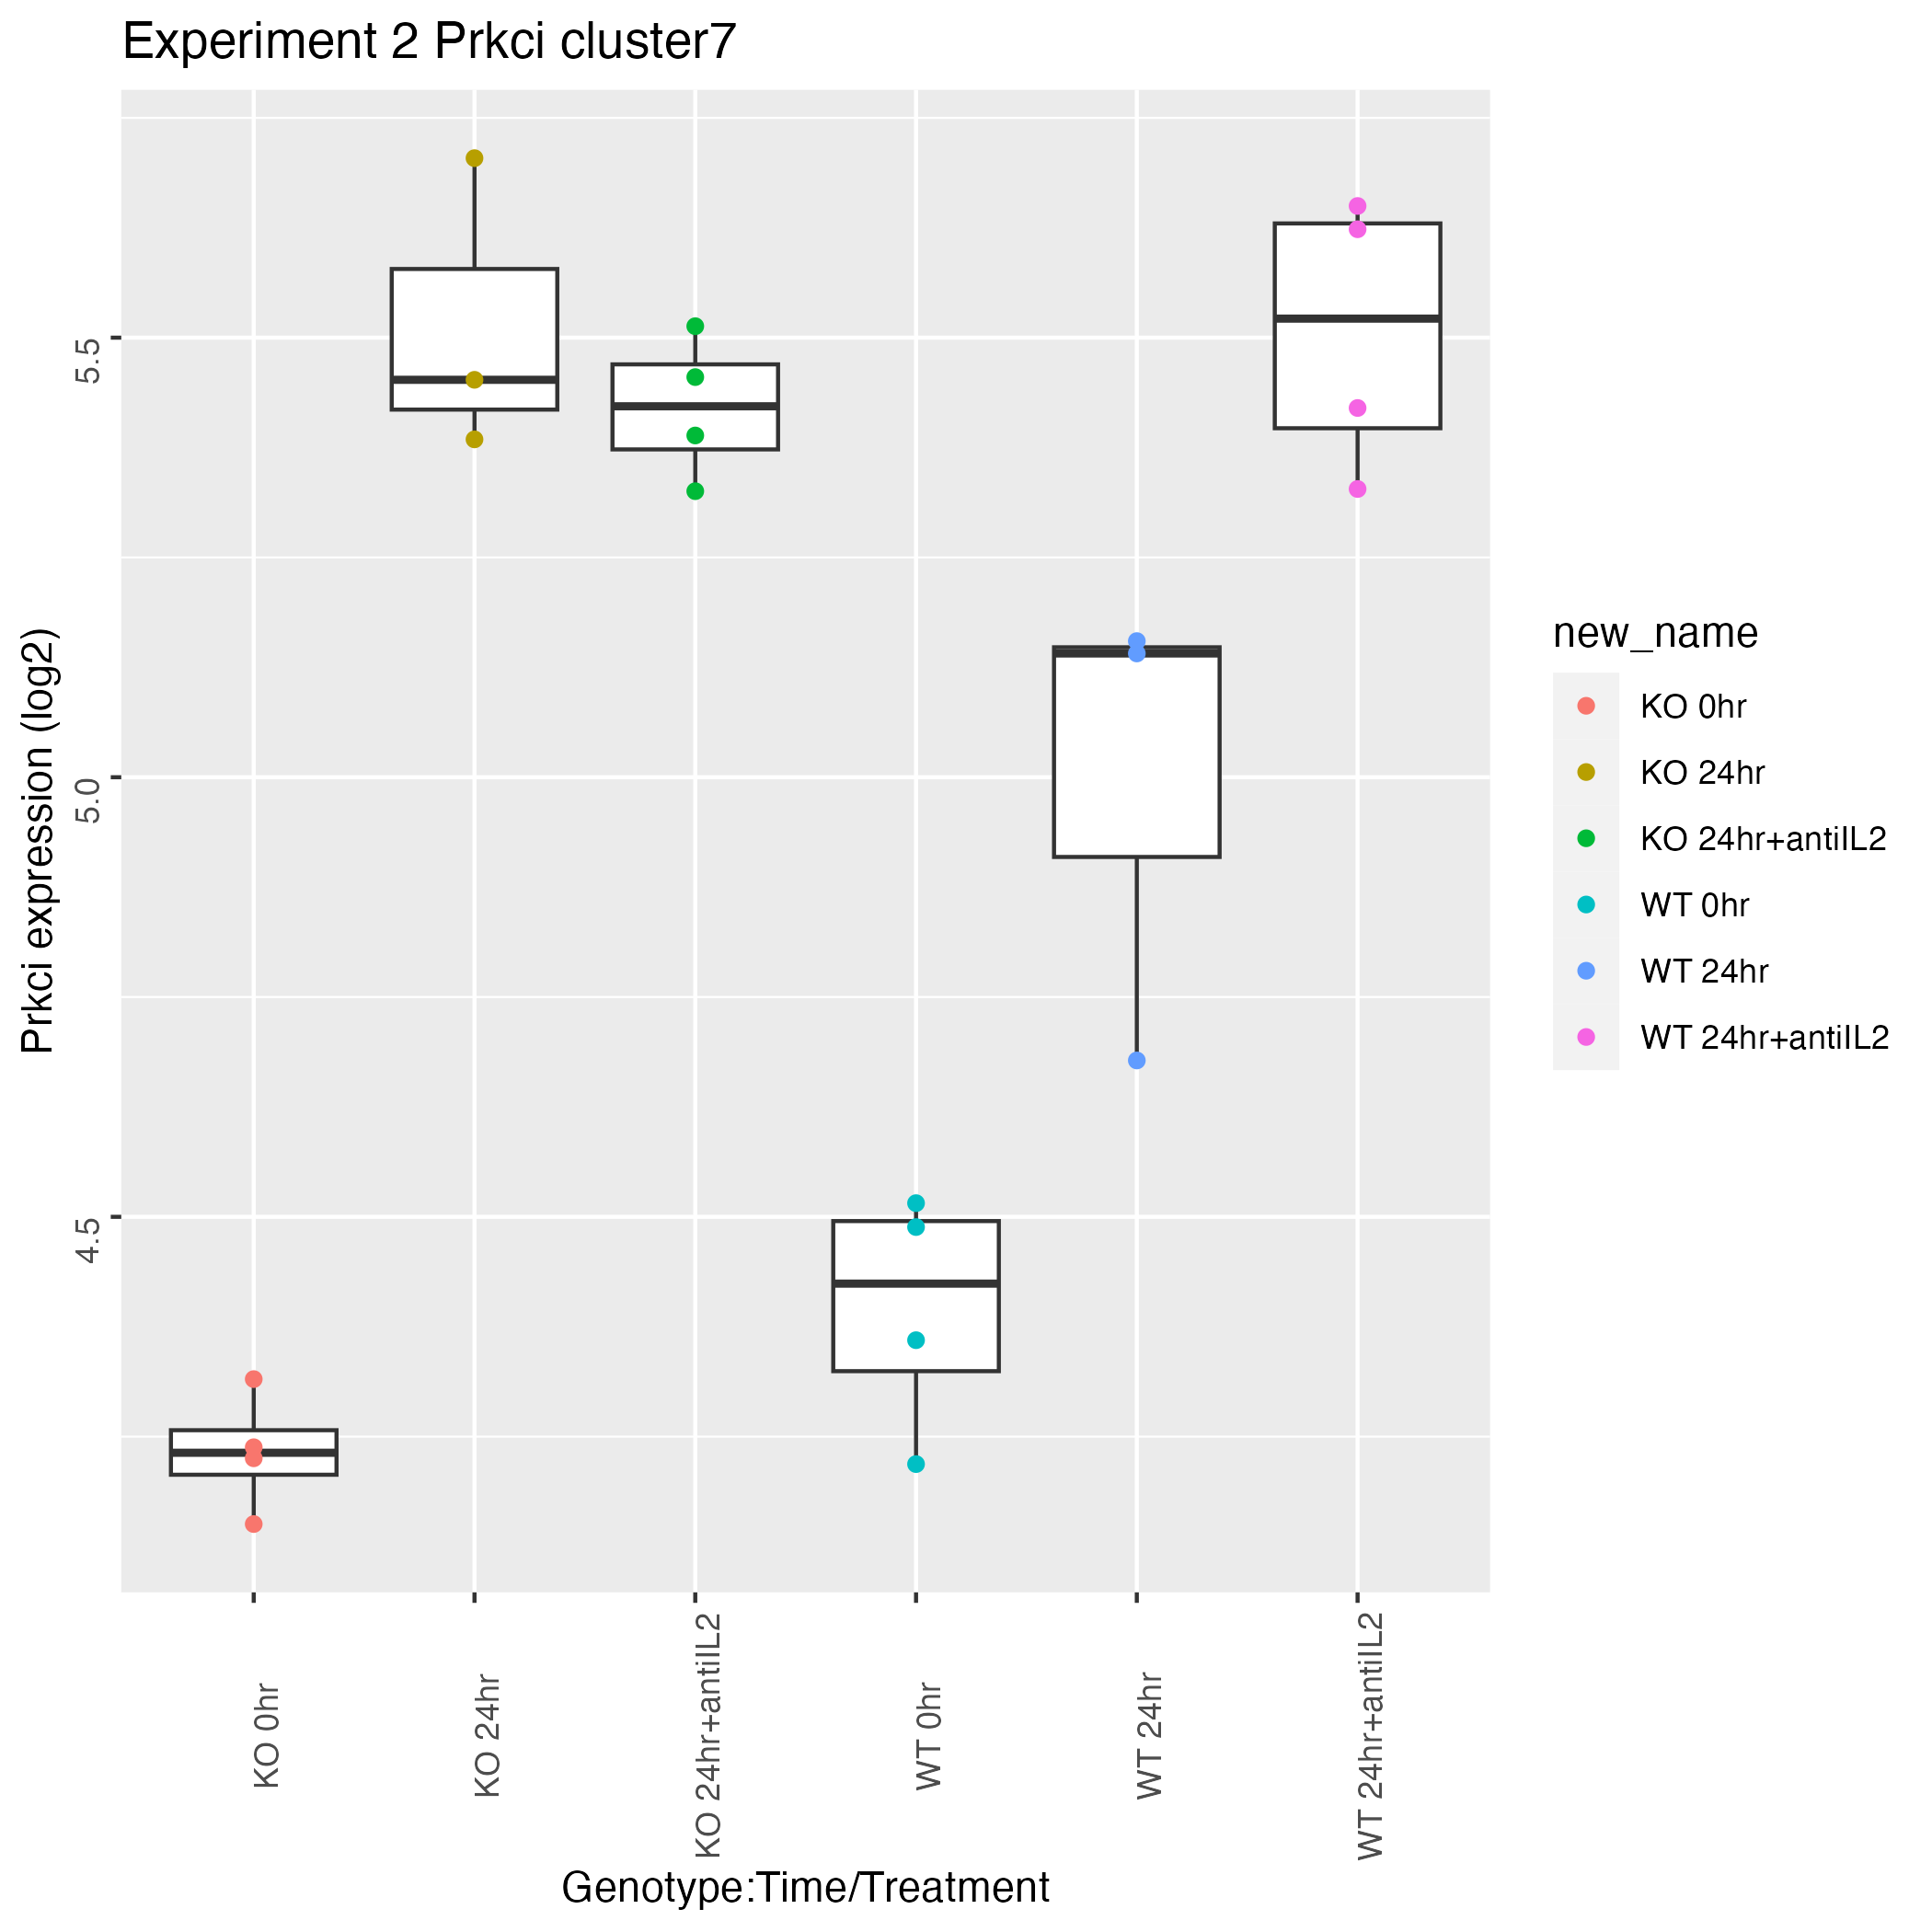 Experiment 2 Prkci cluster7
Prkci expression (log2)
5.5
5.0
4.5
KO 0hr
KO 24hr
KO 24hr+antiIL2
WT 0hr
WT 24hr
WT 24hr+antiIL2
Genotype:Time/Treatment
new_name
KO 0hr
KO 24hr
KO 24hr+antiIL2
WT 0hr
WT 24hr
WT 24hr+antiIL2